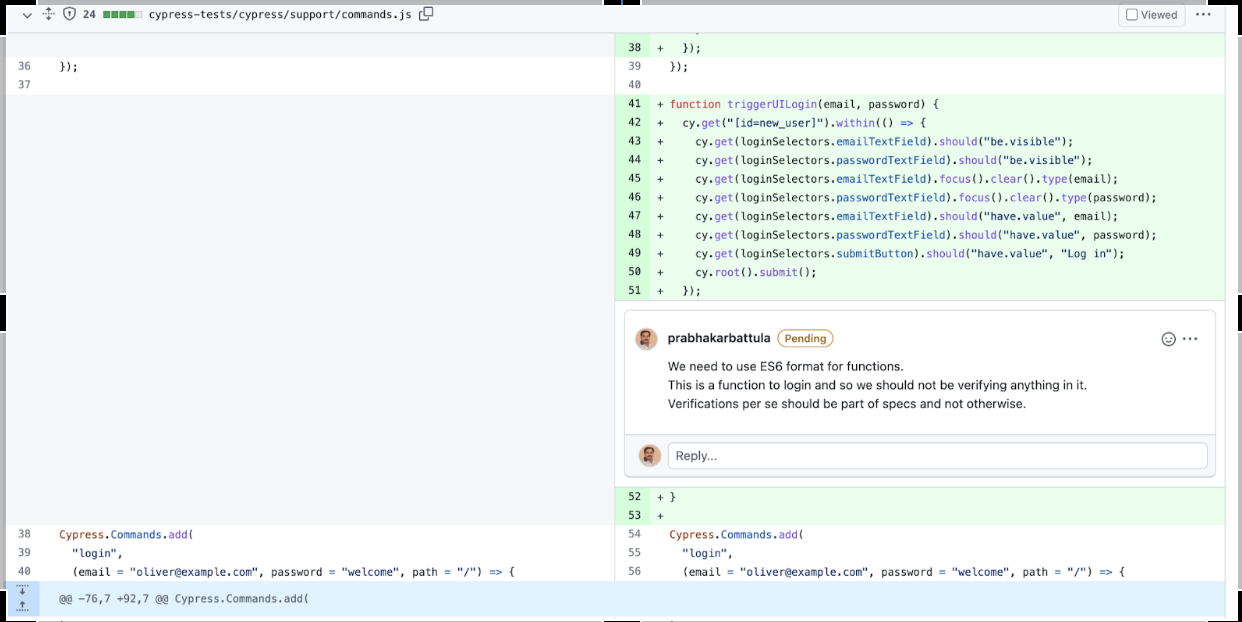 24 cypress-tests/cypress/support/commands.js Viewed ...
38 + });
36 });
39 });
37
40
41 + function triggerUILogin(email, password) {
42 + cy.get("[id=new_user]").within(() => {
43 + cy.get(loginSelectors.emailTextField).should("be.visible");
44 + cy.get(loginSelectors.passwordTextField).should("be.visible");
45 + cy.get(loginSelectors.emailTextField).focus().clear().type(email);
46 + cy.get(loginSelectors.passwordTextField).focus().clear().type(password);
47 + cy.get(loginSelectors.emailTextField).should("have.value", email);
48 + cy.get(loginSelectors.passwordTextField).should("have.value", password);
49 + cy.get(loginSelectors.submitButton).should("have.value", "Log in");
50 + cy.root().submit();
51 + });
prabhakarbattula Pending ...
We need to use ES6 format for functions.
This is a function to login and so we should not be verifying anything in it.
Verifications per se should be part of specs and not otherwise.
Reply...
52 + }
53 +
38 Cypress.Commands.add(
54 Cypress.Commands.add(
39 "login",
55 "login",
40 (email = "oliver@example.com", password = "welcome", path = "/") => {
56 (email = "oliver@example.com", password = "welcome", path = "/") => {
@@ -76,7 +92,7 @@ Cypress.Commands.add(